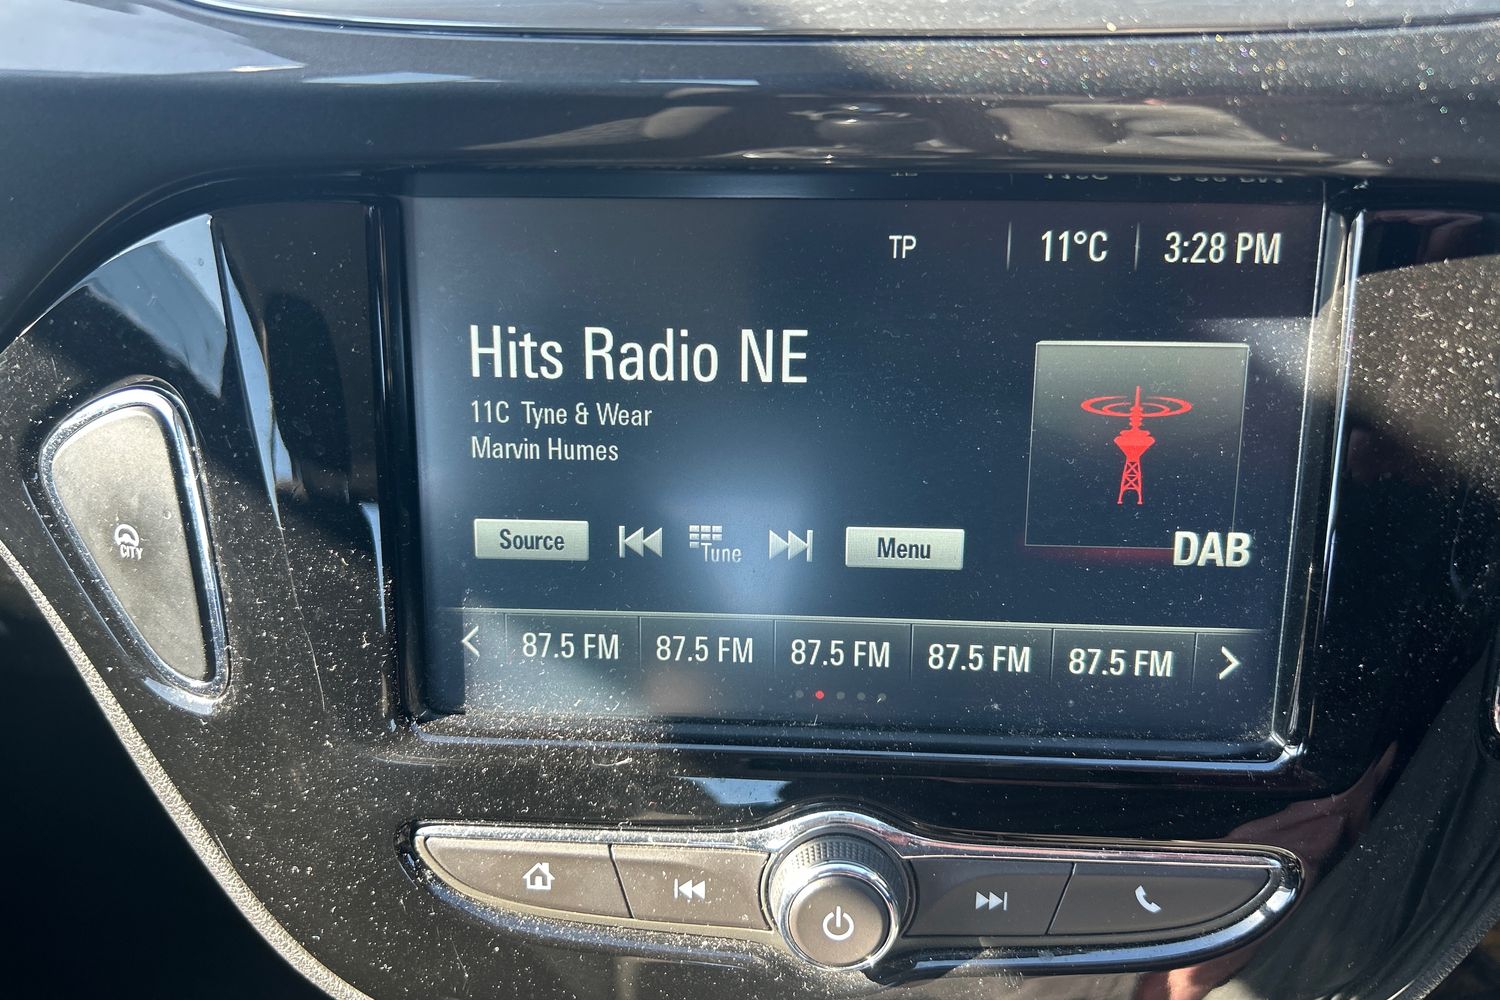 TP 11°C 3:28 PM
Hits Radio NE
11C Tyne & Wear
Marvin Humes
Source Tune Menu
DAB
87.5 FM 87.5 FM 87.5 FM 87.5 FM 87.5 FM
CITY